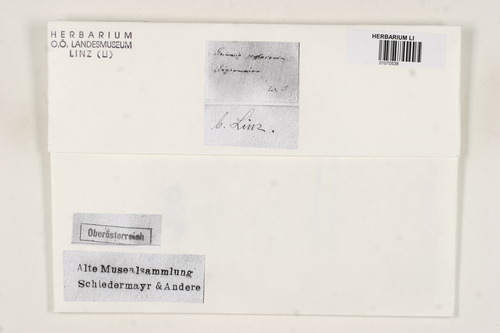 HERBARIUM
O.Ö. LANDESMUSEUM
LINZ (LI)
HERBARIUM LI
b. Linz.
Oberösterreich
Alte Musealsammlung
Schiedermayr & Andere